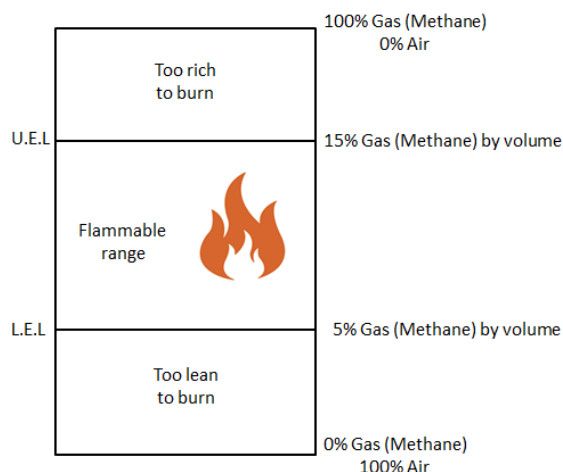 100% Gas (Methane)
0% Air
Too rich
to burn
U.E.L
15% Gas (Methane) by volume
Flammable
range
L.E.L
5% Gas (Methane) by volume
Too lean
to burn
0% Gas (Methane)
100% Air